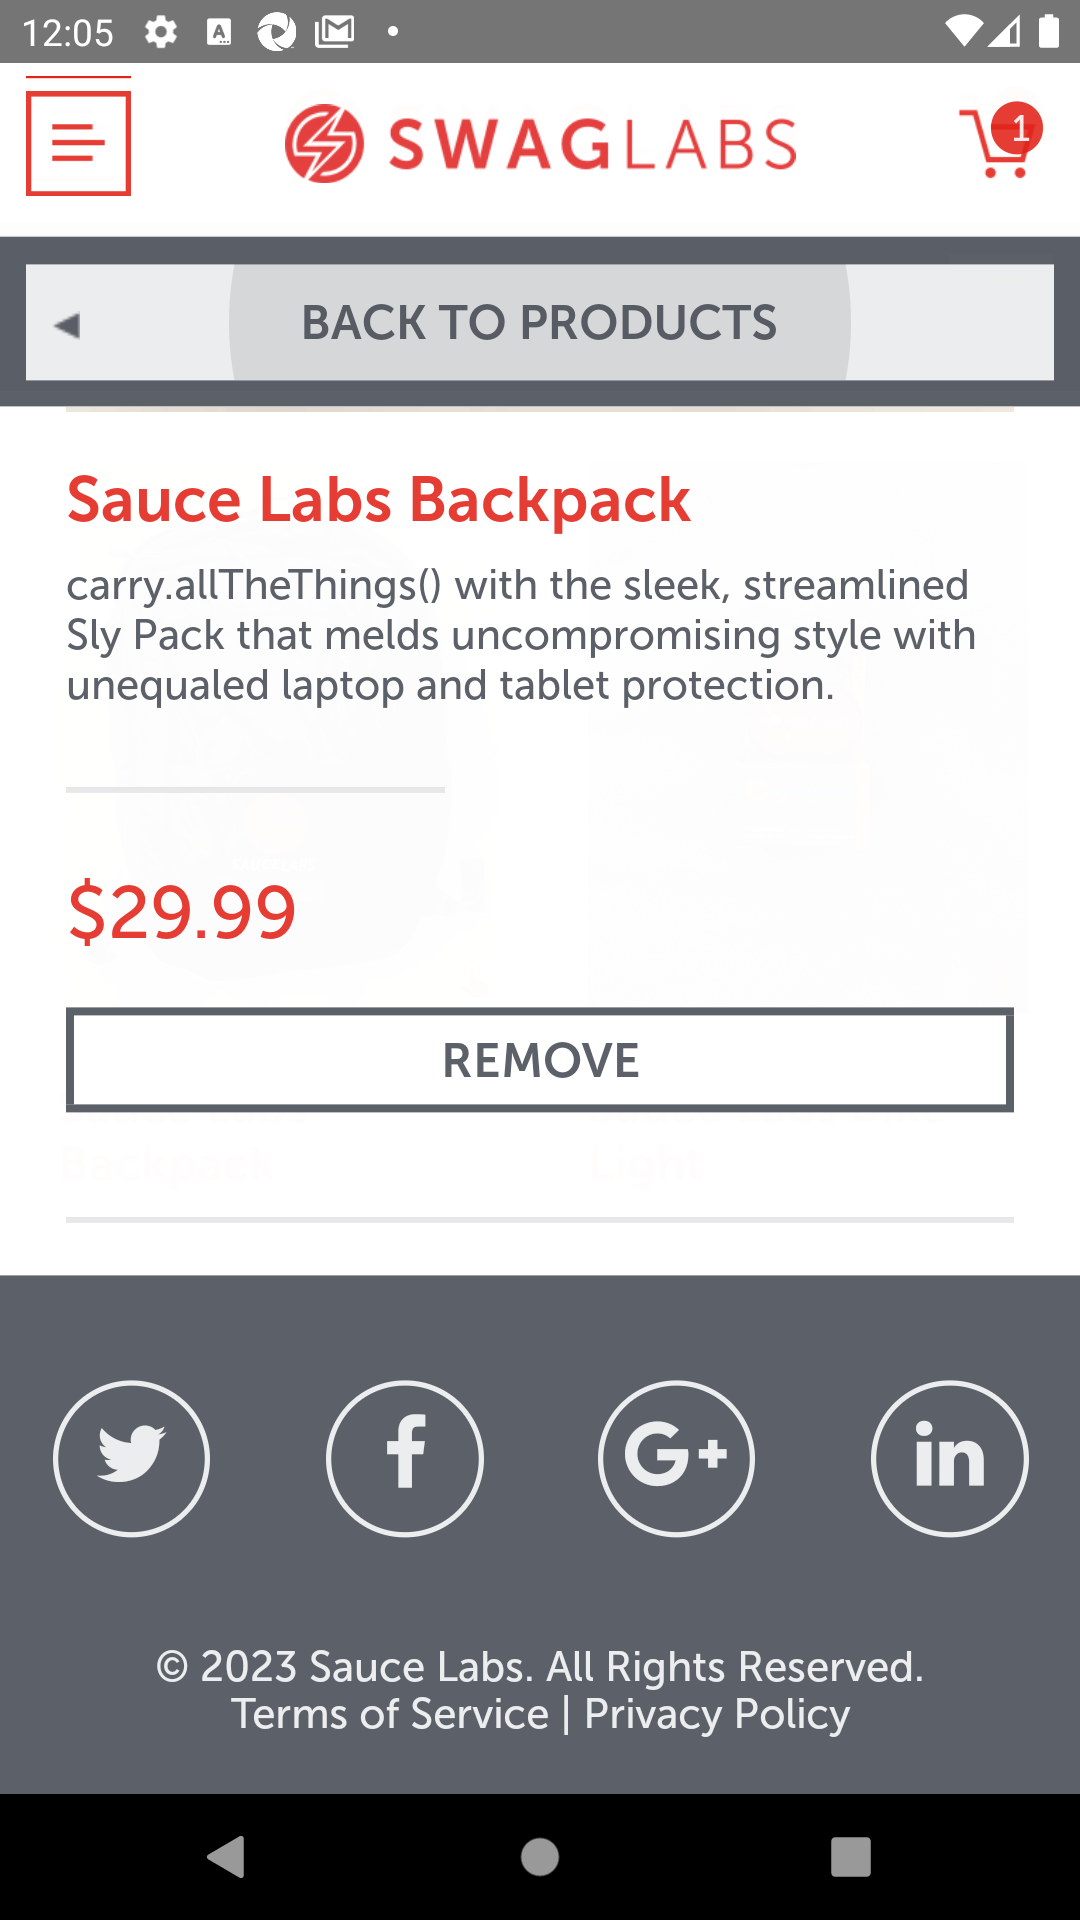 12:05
SWAGLABS
1
BACK TO PRODUCTS
Sauce Labs Backpack
carry.allTheThings() with the sleek, streamlined
Sly Pack that melds uncompromising style with
unequaled laptop and tablet protection.
$29.99
REMOVE
Backpack
Light
© 2023 Sauce Labs. All Rights Reserved.
Terms of Service | Privacy Policy